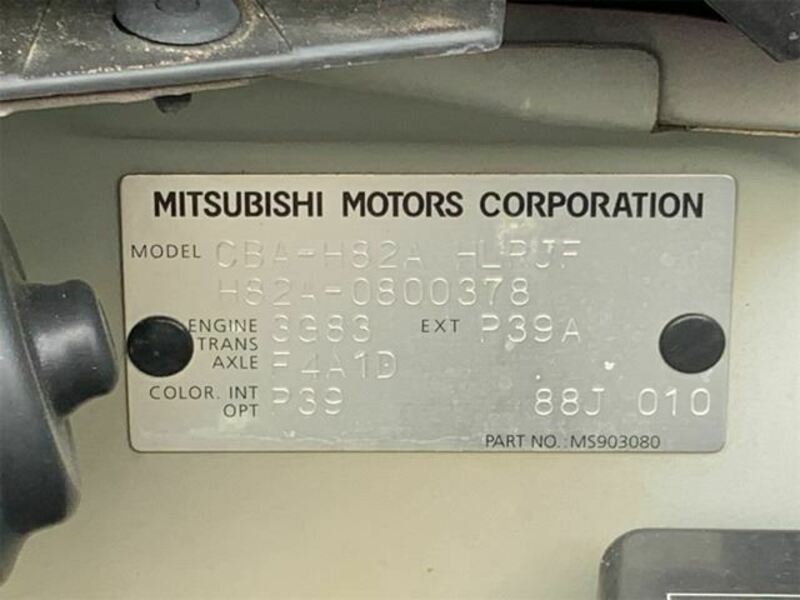 MITSUBISHI MOTORS CORPORATION
MODEL CBA-H82A HLRJF
H82A-0800378
ENGINE 3G83 EXT P39A
TRANS
AXLE F4A1D
COLOR. INT P39 88J 010
OPT
PART NO.: MS903080